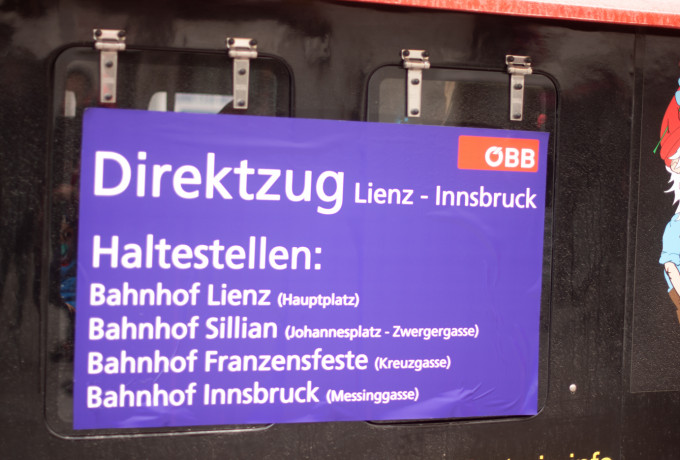 ÖBB
Direktzug Lienz - Innsbruck
Haltestellen:
Bahnhof Lienz (Hauptplatz)
Bahnhof Sillian (Johannesplatz - Zwergergasse)
Bahnhof Franzensfeste (Kreuzgasse)
Bahnhof Innsbruck (Messinggasse)